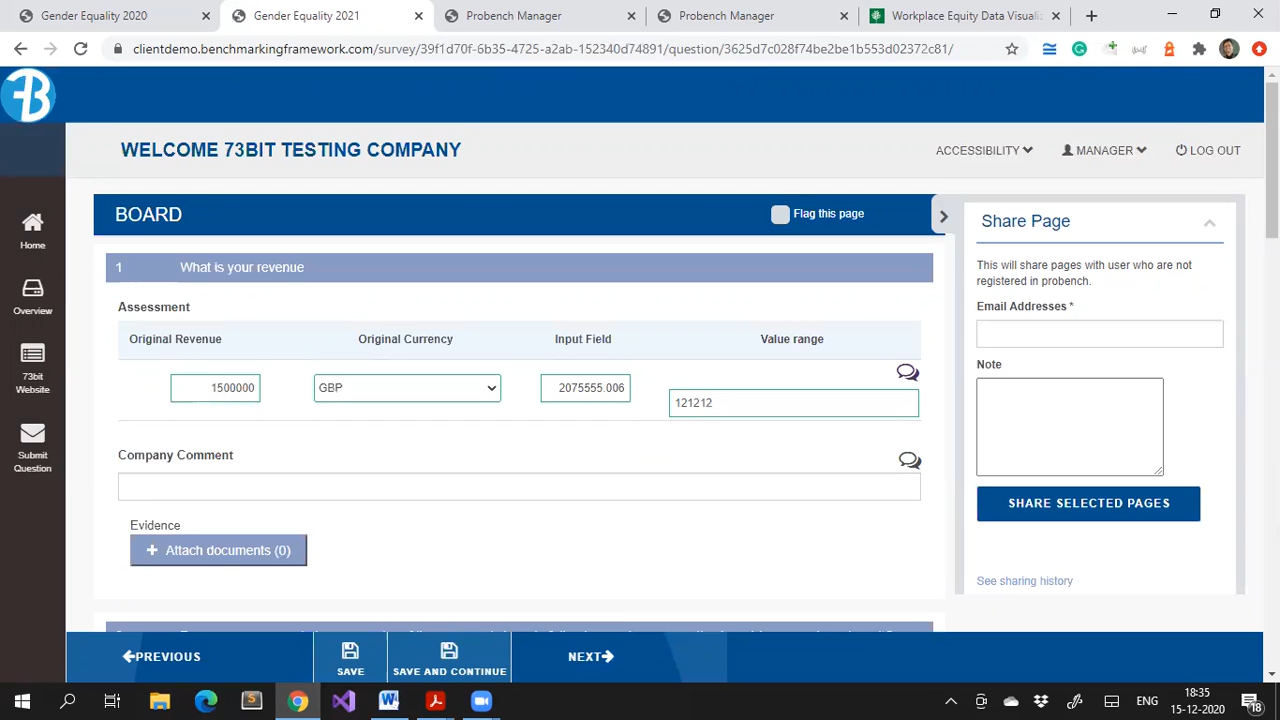 Gender Equality 2020
Gender Equality 2021
Probench Manager
Probench Manager
Workplace Equity Data Visualiz
clientdemo.benchmarkingframework.com/survey/39f1d70f-6b35-4725-a2ab-152340d74891/question/3625d7c028f74be2be1b553d02372c81/
WELCOME 73BIT TESTING COMPANY
ACCESSIBILITY
MANAGER
LOG OUT
Home
Overview
73bit
Website
Submit
Question
BOARD
Flag this page
1 What is your revenue
Assessment
Original Revenue Original Currency Input Field Value range
1500000 GBP 2075555.006
121212
Company Comment
Evidence
+ Attach documents (0)
Share Page
This will share pages with user who are not
registered in probench.
Email Addresses *
Note
SHARE SELECTED PAGES
See sharing history
PREVIOUS
SAVE
SAVE AND CONTINUE
NEXT
ENG
18:35
15-12-2020
18